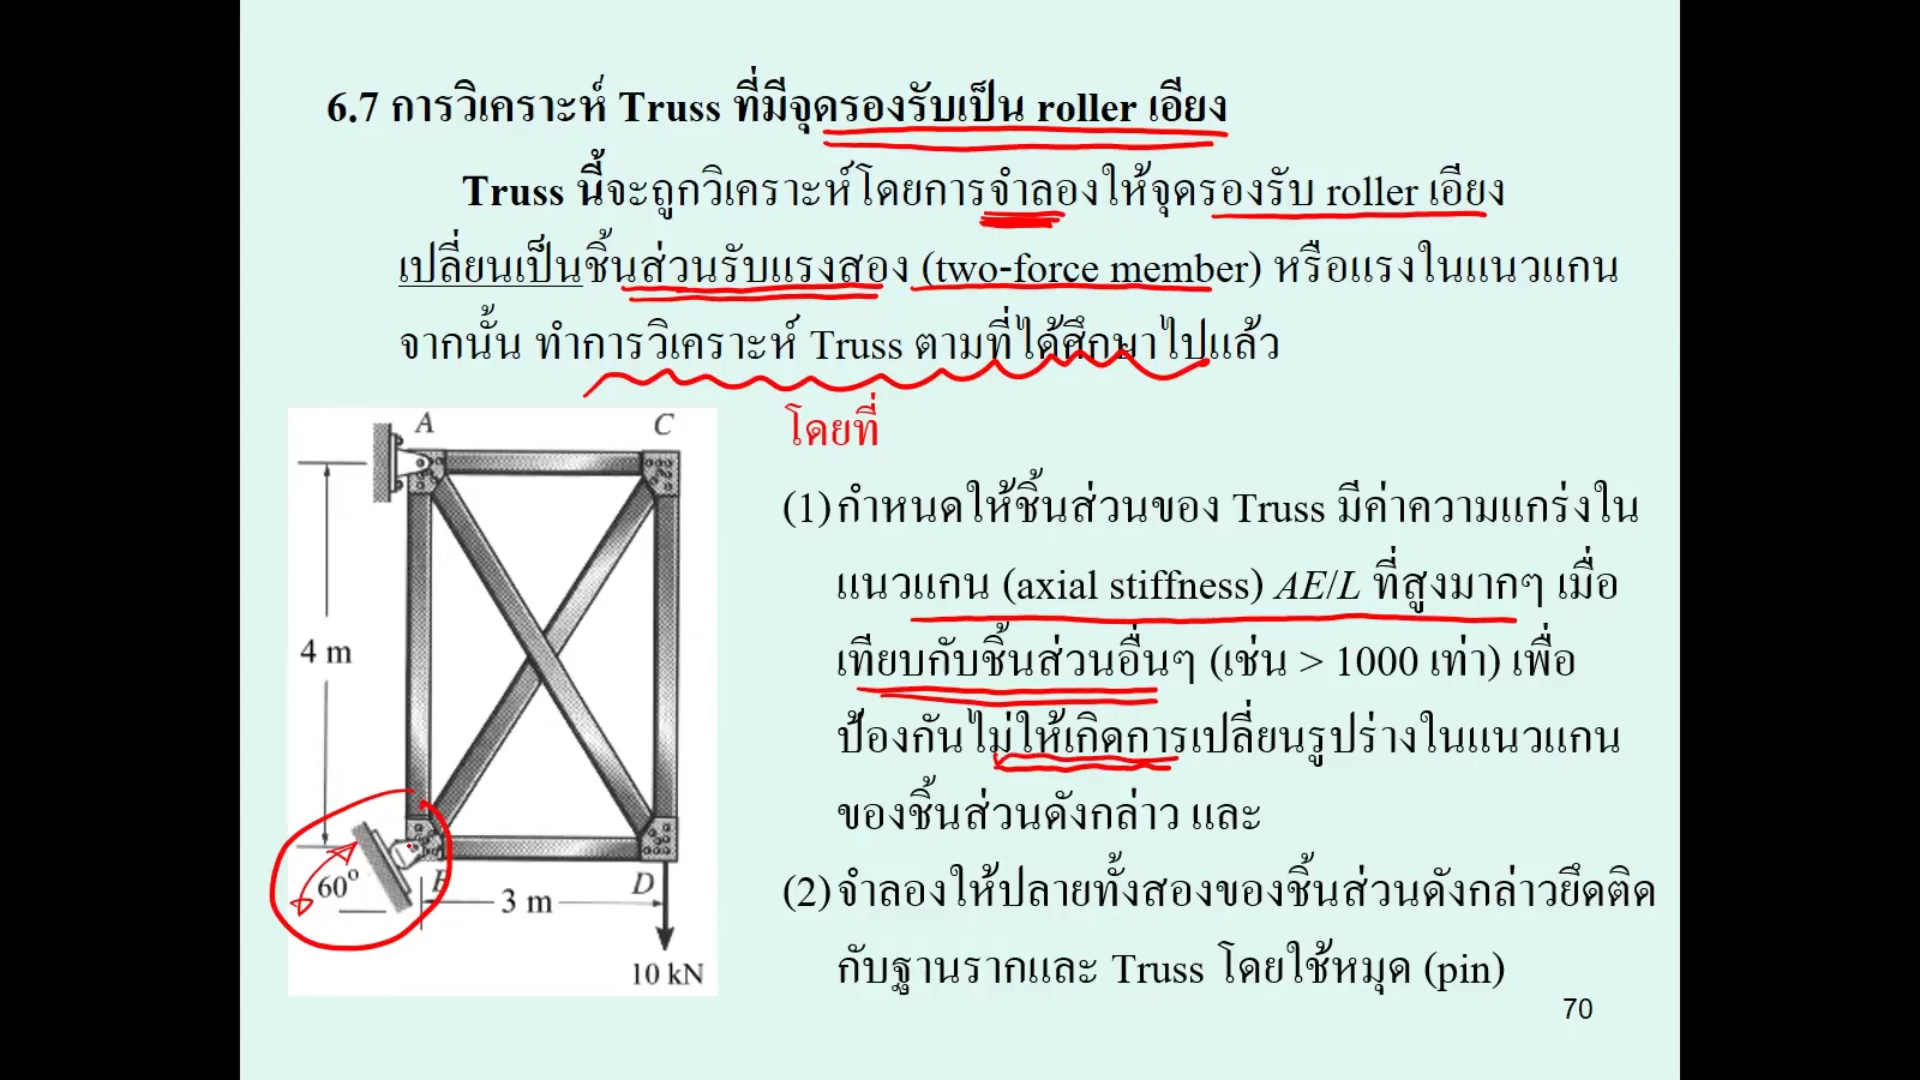 6.7 การวิเคราะห์ Truss ที่มีจุดรองรับเป็น roller เอียง
Truss นี้จะถูกวิเคราะห์โดยการจำลองให้จุดรองรับ roller เอียง
เปลี่ยนเป็นชิ้นส่วนรับแรงสอง (two-force member) หรือแรงในแนวแกน
จากนั้น ทำการวิเคราะห์ Truss ตามที่ได้ศึกษาไปแล้ว
โดยที่
(1) กำหนดให้ชิ้นส่วนของ Truss มีค่าความแกร่งใน
แนวแกน (axial stiffness) AE/L ที่สูงมากๆ เมื่อ
เทียบกับชิ้นส่วนอื่นๆ (เช่น > 1000 เท่า) เพื่อ
ป้องกันไม่ให้เกิดการเปลี่ยนรูปร่างในแนวแกน
ของชิ้นส่วนดังกล่าว และ
(2) จำลองให้ปลายทั้งสองของชิ้นส่วนดังกล่าวยึดติด
กับฐานรากและ Truss โดยใช้หมุด (pin)
A
C
4 m
60°
D
3 m
10 kN
70